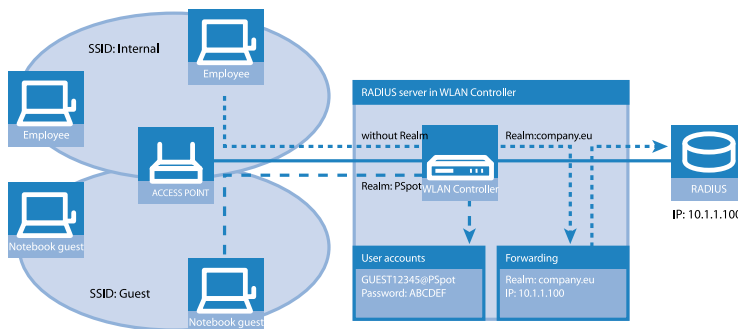 SSID: Internal
Employee
Employee
ACCESS POINT
Notebook guest
SSID: Guest
Notebook guest
RADIUS server in WLAN Controller
without Realm
Realm:company.eu
Realm: PSpot
WLAN Controller
RADIUS
IP: 10.1.1.100
User accounts
GUEST12345@PSpot
Password: ABCDEF
Forwarding
Realm: company.eu
IP: 10.1.1.100